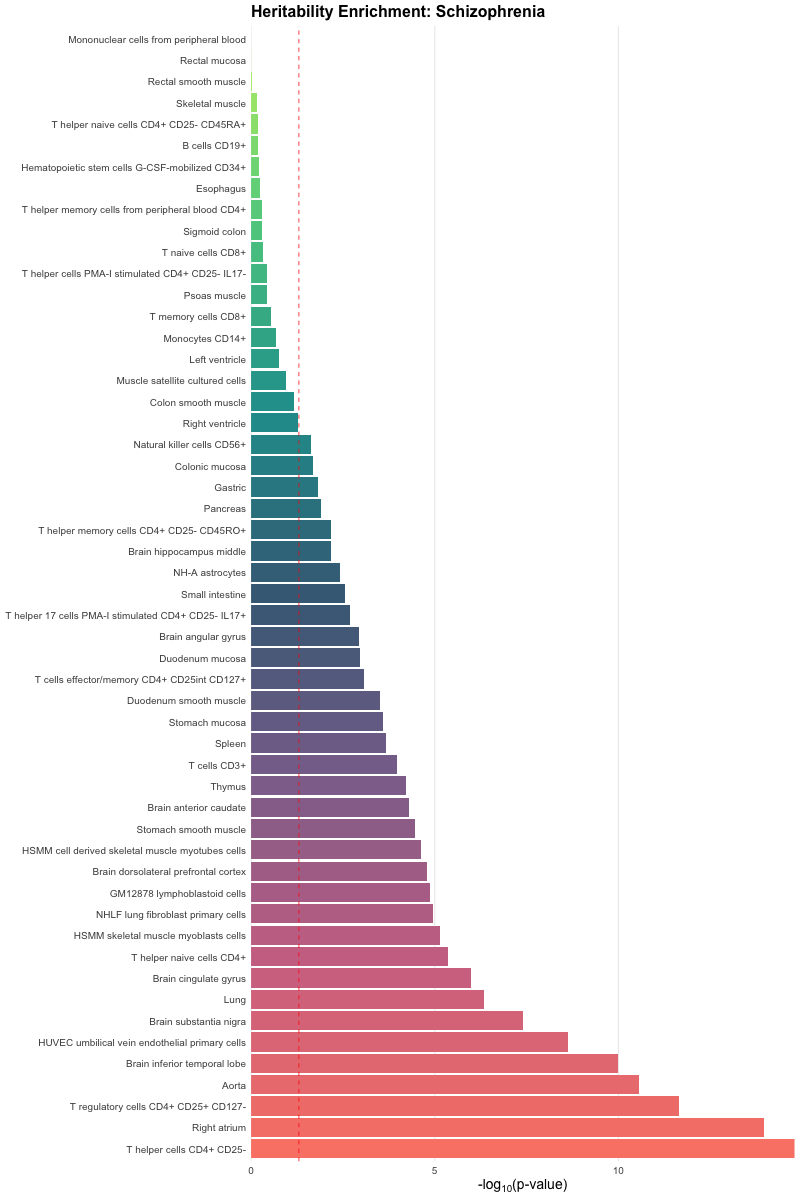 Heritability Enrichment: Schizophrenia
Mononuclear cells from peripheral blood
Rectal mucosa
Rectal smooth muscle
Skeletal muscle
T helper naive cells CD4+ CD25- CD45RA+
B cells CD19+
Hematopoietic stem cells G-CSF-mobilized CD34+
Esophagus
T helper memory cells from peripheral blood CD4+
Sigmoid colon
T naive cells CD8+
T helper cells PMA-I stimulated CD4+ CD25- IL17-
Psoas muscle
T memory cells CD8+
Monocytes CD14+
Left ventricle
Muscle satellite cultured cells
Colon smooth muscle
Right ventricle
Natural killer cells CD56+
Colonic mucosa
Gastric
Pancreas
T helper memory cells CD4+ CD25- CD45RO+
Brain hippocampus middle
NH-A astrocytes
Small intestine
T helper 17 cells PMA-I stimulated CD4+ CD25- IL17+
Brain angular gyrus
Duodenum mucosa
T cells effector/memory CD4+ CD25int CD127+
Duodenum smooth muscle
Stomach mucosa
Spleen
T cells CD3+
Thymus
Brain anterior caudate
Stomach smooth muscle
HSMM cell derived skeletal muscle myotubes cells
Brain dorsolateral prefrontal cortex
GM12878 lymphoblastoid cells
NHLF lung fibroblast primary cells
HSMM skeletal muscle myoblasts cells
T helper naive cells CD4+
Brain cingulate gyrus
Lung
Brain substantia nigra
HUVEC umbilical vein endothelial primary cells
Brain inferior temporal lobe
Aorta
T regulatory cells CD4+ CD25+ CD127-
Right atrium
T helper cells CD4+ CD25-
0 5 10
-log10(p-value)